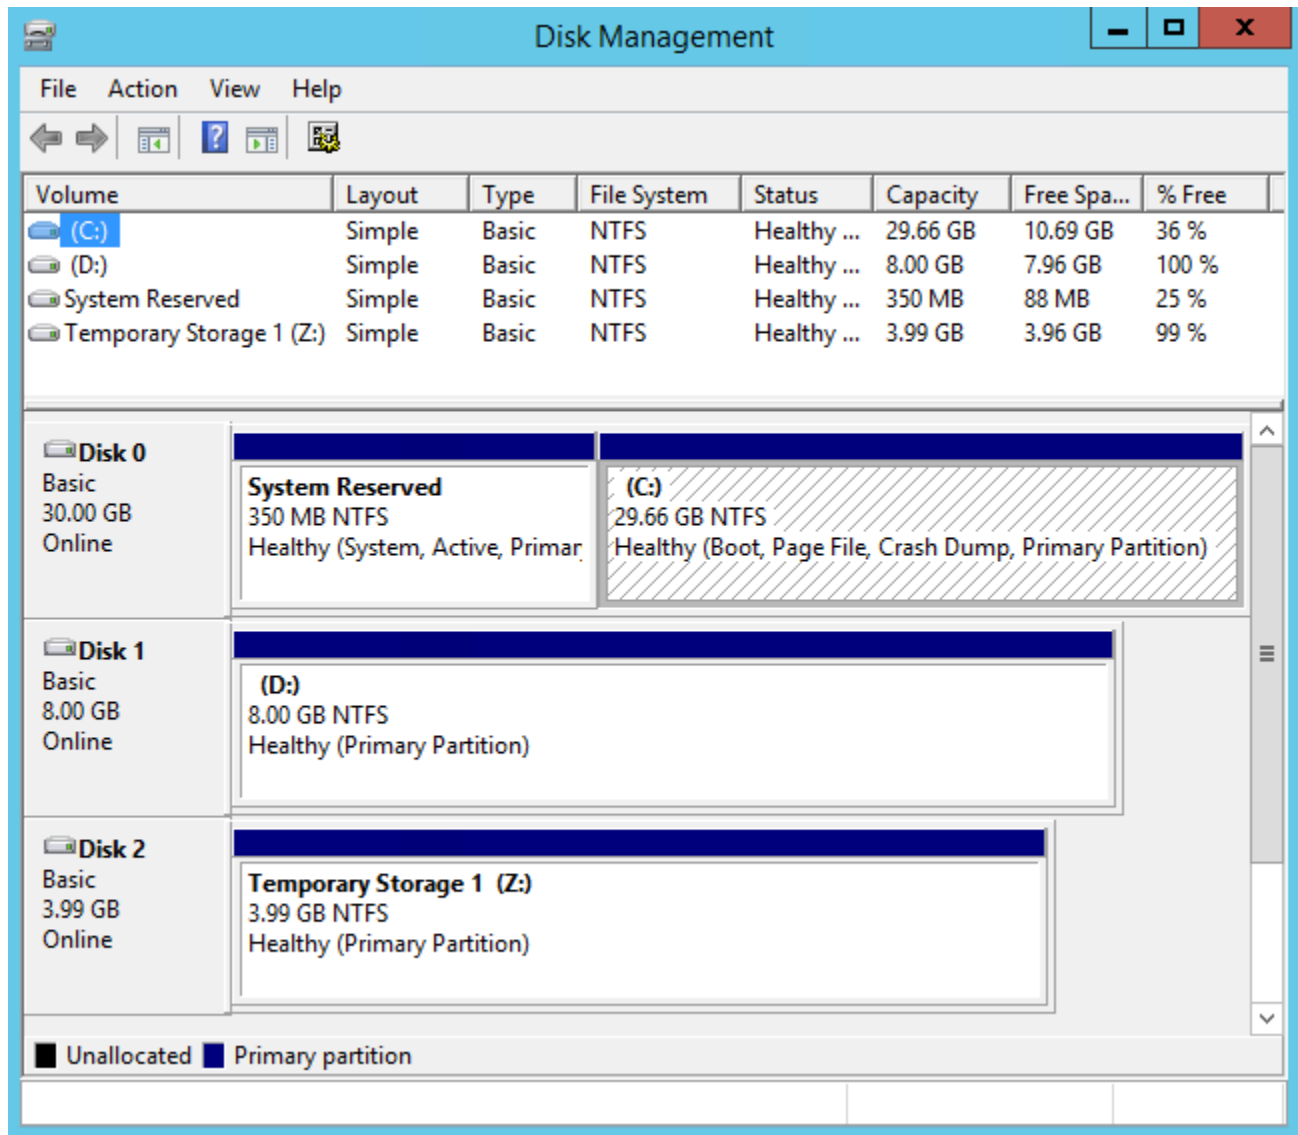 Disk Management
File Action View Help
Volume Layout Type File System Status Capacity Free Spa... % Free
(C:) Simple Basic NTFS Healthy ... 29.66 GB 10.69 GB 36 %
(D:) Simple Basic NTFS Healthy ... 8.00 GB 7.96 GB 100 %
System Reserved Simple Basic NTFS Healthy ... 350 MB 88 MB 25 %
Temporary Storage 1 (Z:) Simple Basic NTFS Healthy ... 3.99 GB 3.96 GB 99 %
Disk 0
Basic
30.00 GB
Online
System Reserved
350 MB NTFS
Healthy (System, Active, Primar
(C:)
29.66 GB NTFS
Healthy (Boot, Page File, Crash Dump, Primary Partition)
Disk 1
Basic
8.00 GB
Online
(D:)
8.00 GB NTFS
Healthy (Primary Partition)
Disk 2
Basic
3.99 GB
Online
Temporary Storage 1 (Z:)
3.99 GB NTFS
Healthy (Primary Partition)
Unallocated Primary partition